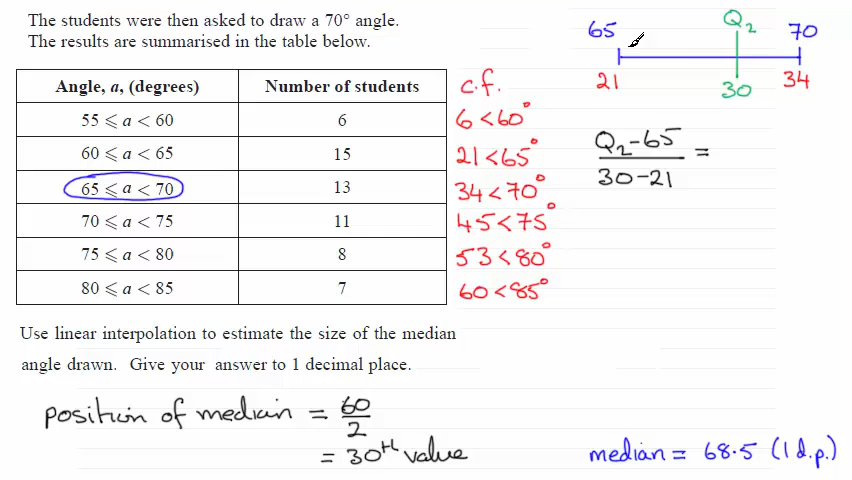 The students were then asked to draw a 70° angle.
The results are summarised in the table below.
Angle, a, (degrees) Number of students
55 ⩽ a < 60 6
60 ⩽ a < 65 15
65 ⩽ a < 70 13
70 ⩽ a < 75 11
75 ⩽ a < 80 8
80 ⩽ a < 85 7
c.f.
6 < 60°
21 < 65°
34 < 70°
45 < 75°
53 < 80°
60 < 85°
65 Q₂ 70
21 30 34
Q₂ - 65
30 - 21
=
Use linear interpolation to estimate the size of the median
angle drawn. Give your answer to 1 decimal place.
position of median = 60/2
= 30th value
median = 68.5 (1 d.p.)